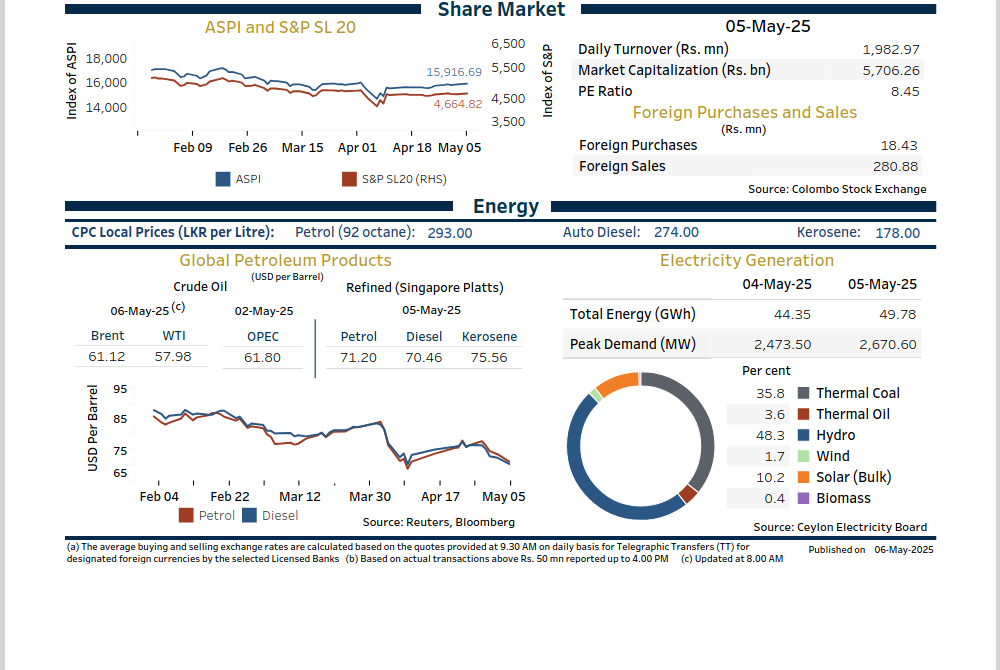 Share Market
ASPI and S&P SL 20
Index of ASPI
18,000
16,000
14,000
6,500
5,500
4,500
3,500
Index of S&P
15,916.69
4,664.82
Feb 09 Feb 26 Mar 15 Apr 01 Apr 18 May 05
ASPI S&P SL20 (RHS)
05-May-25
Daily Turnover (Rs. mn) 1,982.97
Market Capitalization (Rs. bn) 5,706.26
PE Ratio 8.45
Foreign Purchases and Sales
(Rs. mn)
Foreign Purchases 18.43
Foreign Sales 280.88
Source: Colombo Stock Exchange
Energy
CPC Local Prices (LKR per Litre): Petrol (92 octane): 293.00 Auto Diesel: 274.00 Kerosene: 178.00
Global Petroleum Products
(USD per Barrel)
Crude Oil Refined (Singapore Platts)
06-May-25 (c) 02-May-25 05-May-25
Brent WTI OPEC Petrol Diesel Kerosene
61.12 57.98 61.80 71.20 70.46 75.56
USD Per Barrel
95
85
75
65
Feb 04 Feb 22 Mar 12 Mar 30 Apr 17 May 05
Petrol Diesel
Source: Reuters, Bloomberg
Electricity Generation
04-May-25 05-May-25
Total Energy (GWh) 44.35 49.78
Peak Demand (MW) 2,473.50 2,670.60
Per cent
35.8 Thermal Coal
3.6 Thermal Oil
48.3 Hydro
1.7 Wind
10.2 Solar (Bulk)
0.4 Biomass
Source: Ceylon Electricity Board
(a) The average buying and selling exchange rates are calculated based on the quotes provided at 9.30 AM on daily basis for Telegraphic Transfers (TT) for
designated foreign currencies by the selected Licensed Banks (b) Based on actual transactions above Rs. 50 mn reported up to 4.00 PM (c) Updated at 8.00 AM
Published on 06-May-2025